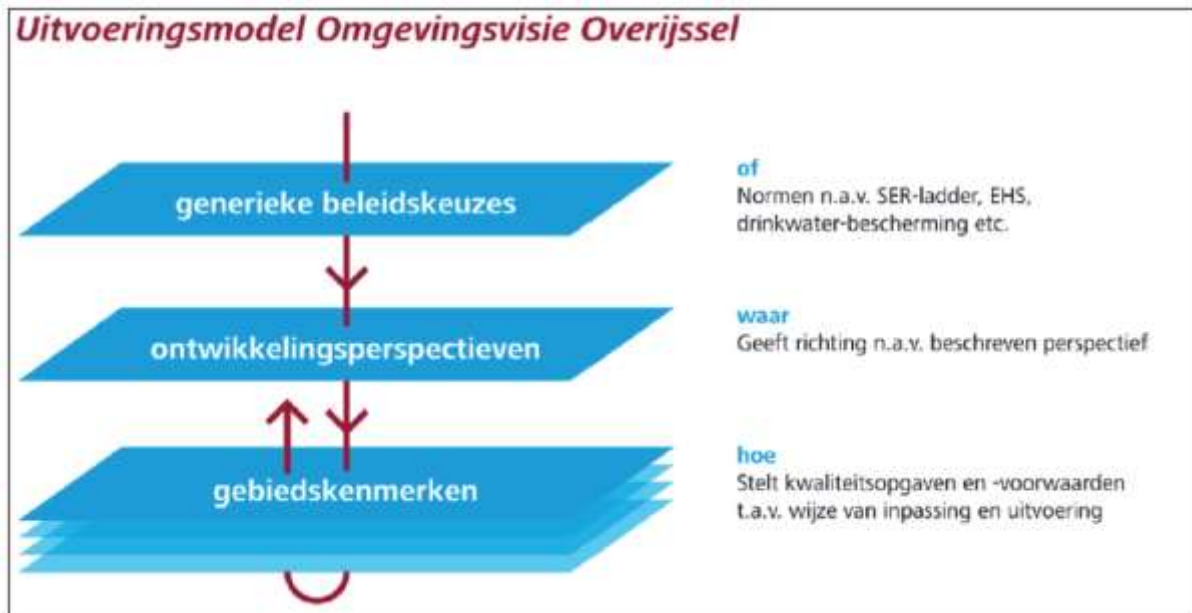 Uitvoeringsmodel Omgevingsvisie Overijssel
generieke beleidskeuzes
of
Normen n.a.v. SER-ladder, EHS,
drinkwater-bescherming etc.
ontwikkelingsperspectieven
waar
Geeft richting n.a.v. beschreven perspectief
gebiedskenmerken
hoe
Stelt kwaliteitsopgaven en -voorwaarden
t.a.v. wijze van inpassing en uitvoering